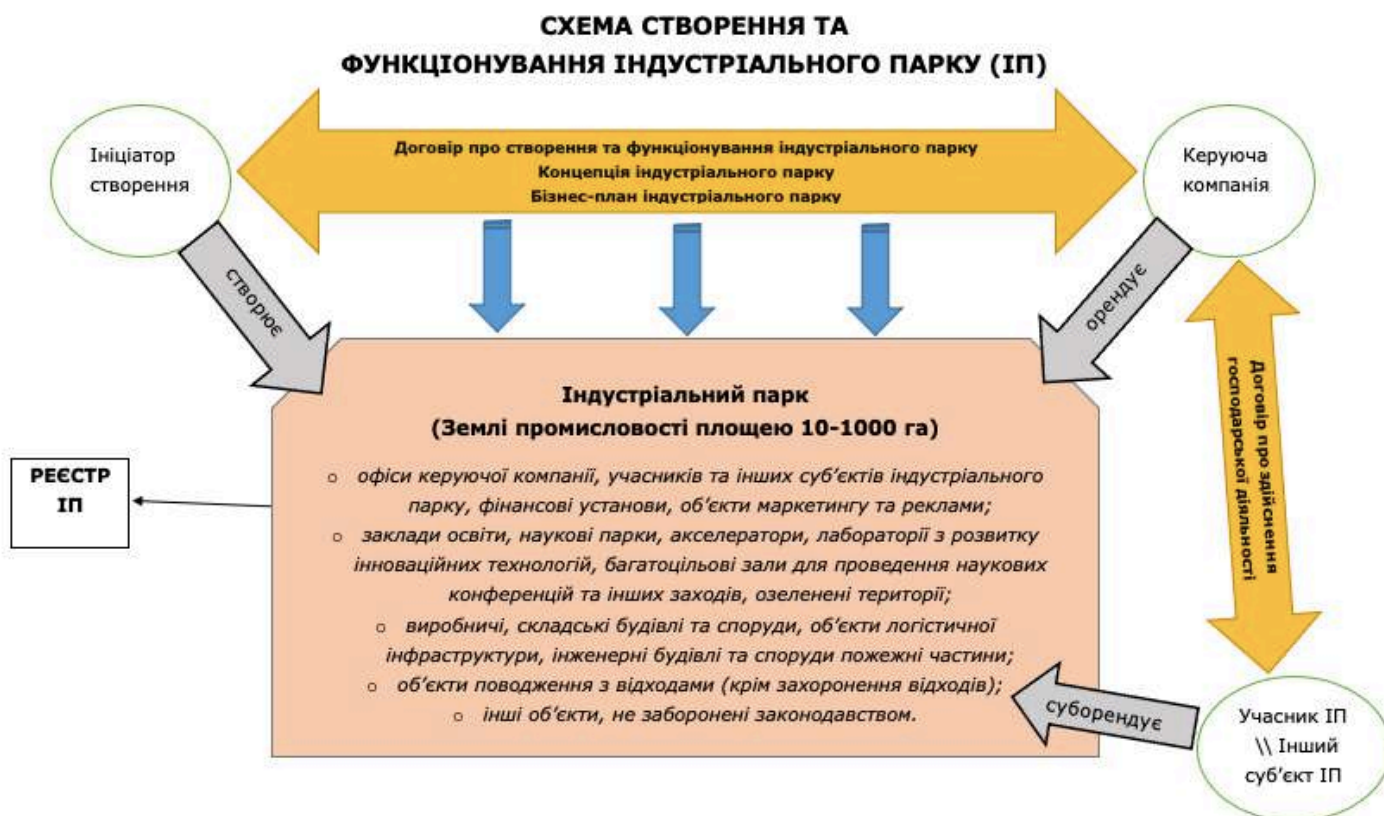 СХЕМА СТВОРЕННЯ ТА
ФУНКЦІОНУВАННЯ ІНДУСТРІАЛЬНОГО ПАРКУ (ІП)
Ініціатор
створення
Договір про створення та функціонування індустріального парку
Концепція індустріального парку
Бізнес-план індустріального парку
Керуюча
компанія
створює
орендує
Договір про здійснення
господарської діяльності
Індустріальний парк
(Землі промисловості площею 10-1000 га)
РЕЄСТР
ІП
o офіси керуючої компанії, учасників та інших суб’єктів індустріального
парку, фінансові установи, об’єкти маркетингу та реклами;
o заклади освіти, наукові парки, акселератори, лабораторії з розвитку
інноваційних технологій, багатоцільові зали для проведення наукових
конференцій та інших заходів, озеленені території;
o виробничі, складські будівлі та споруди, об’єкти логістичної
інфраструктури, інженерні будівлі та споруди пожежні частини;
o об’єкти поводження з відходами (крім захоронення відходів);
o інші об’єкти, не заборонені законодавством.
суборендує
Учасник ІП
\\ Інший
суб’єкт ІП